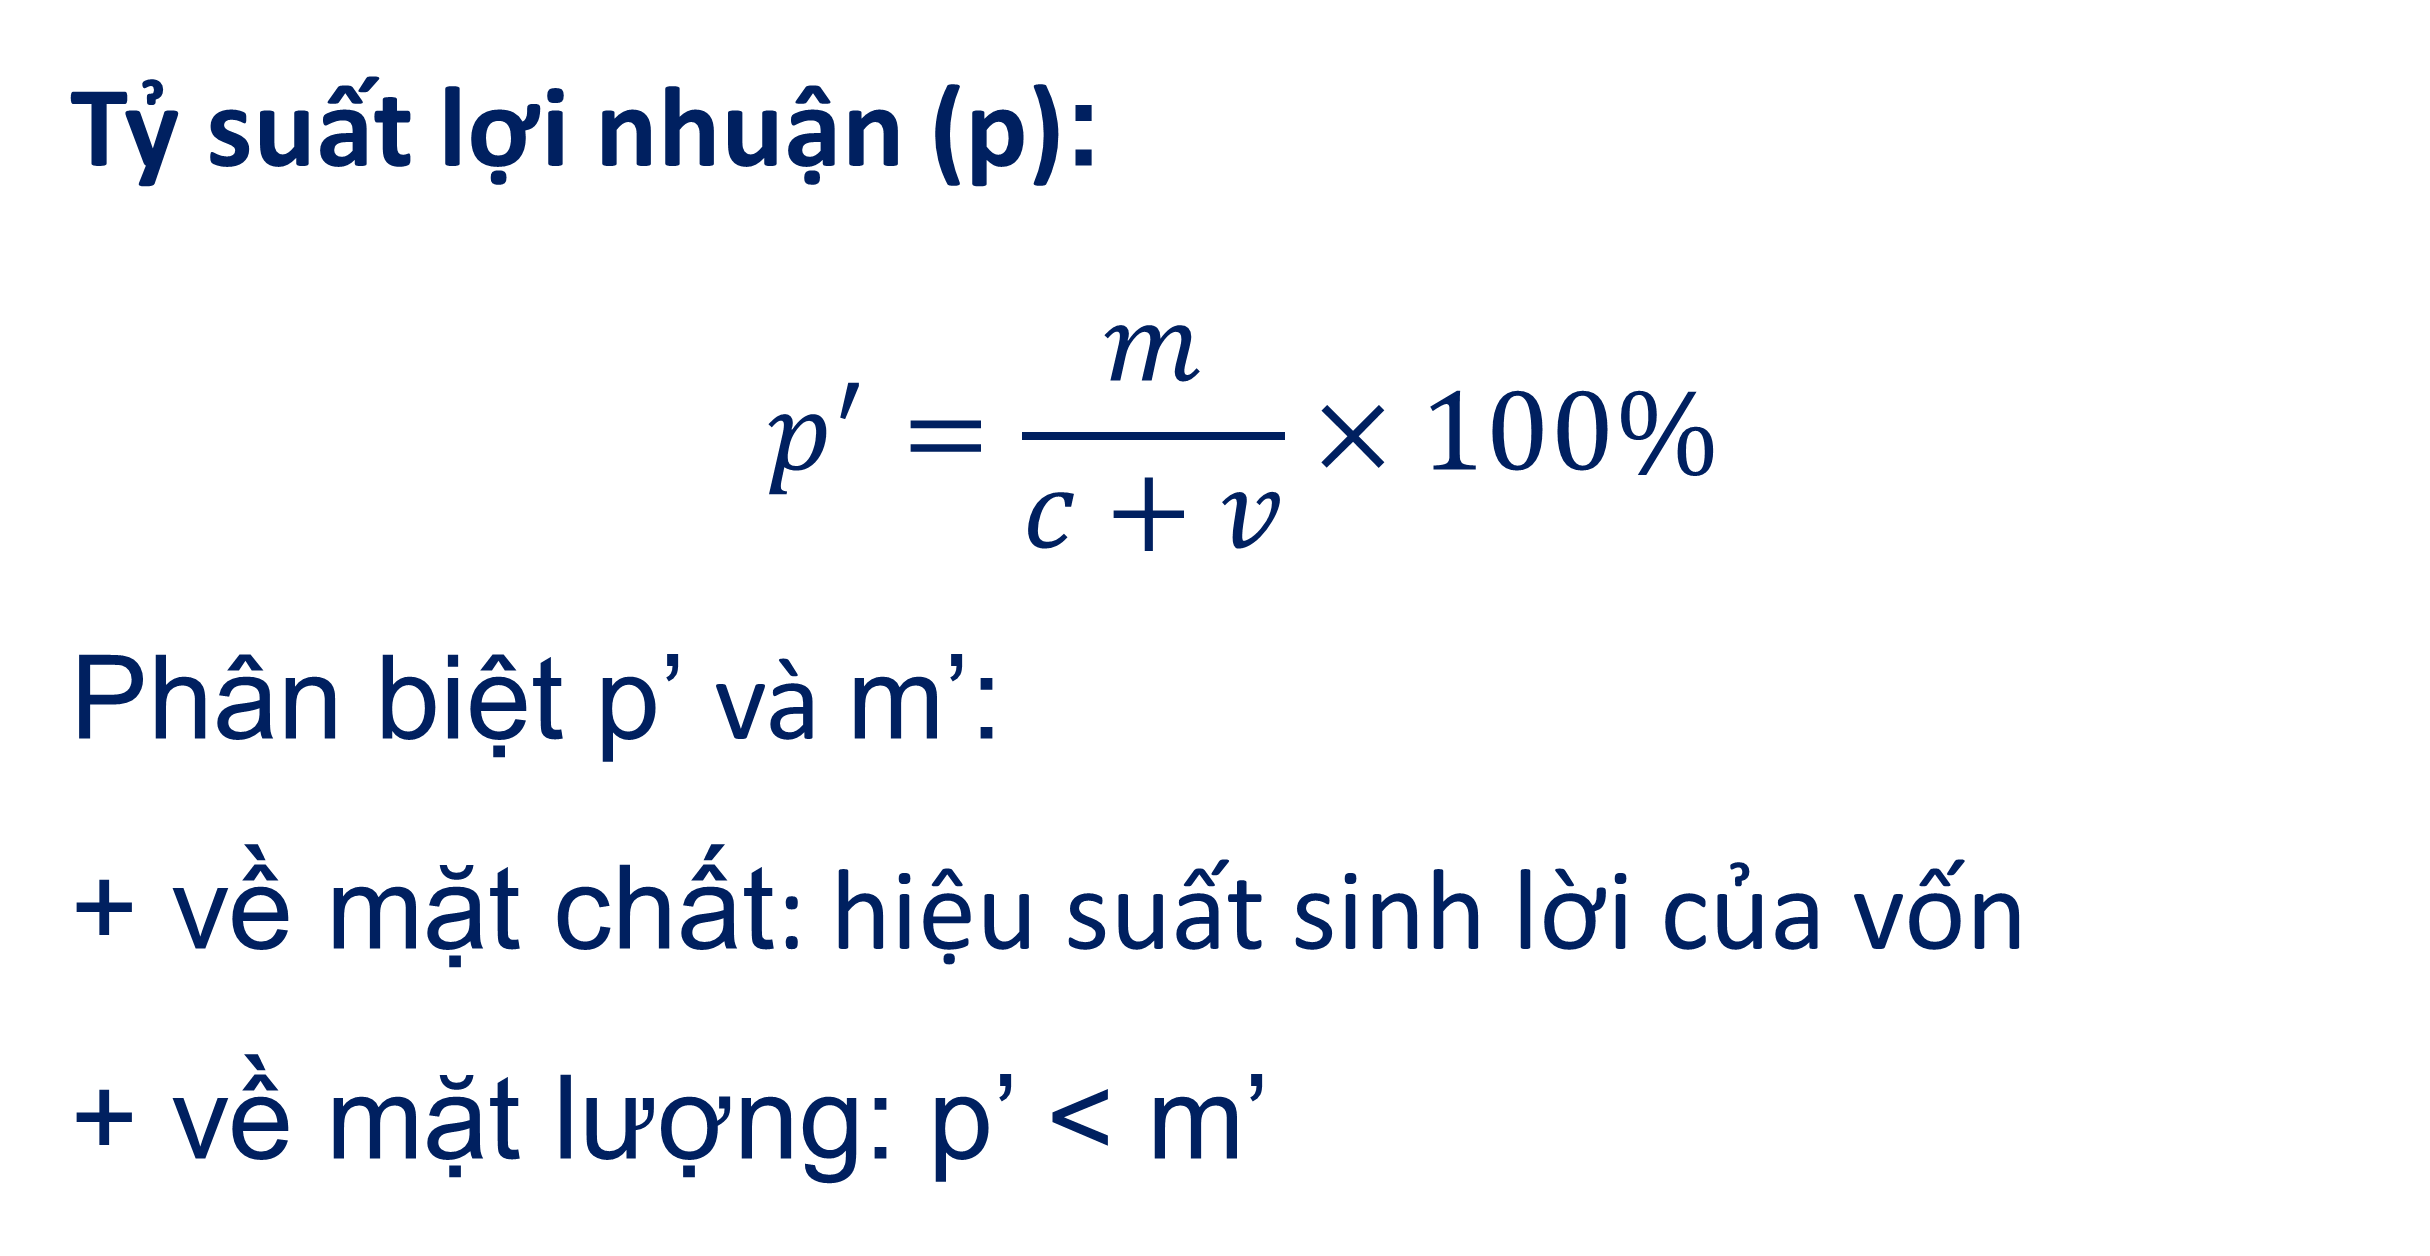 Tỷ suất lợi nhuận (p):
p′ = m / (c + v) × 100%
Phân biệt p’ và m’:
+ về mặt chất: hiệu suất sinh lời của vốn
+ về mặt lượng: p’ < m’